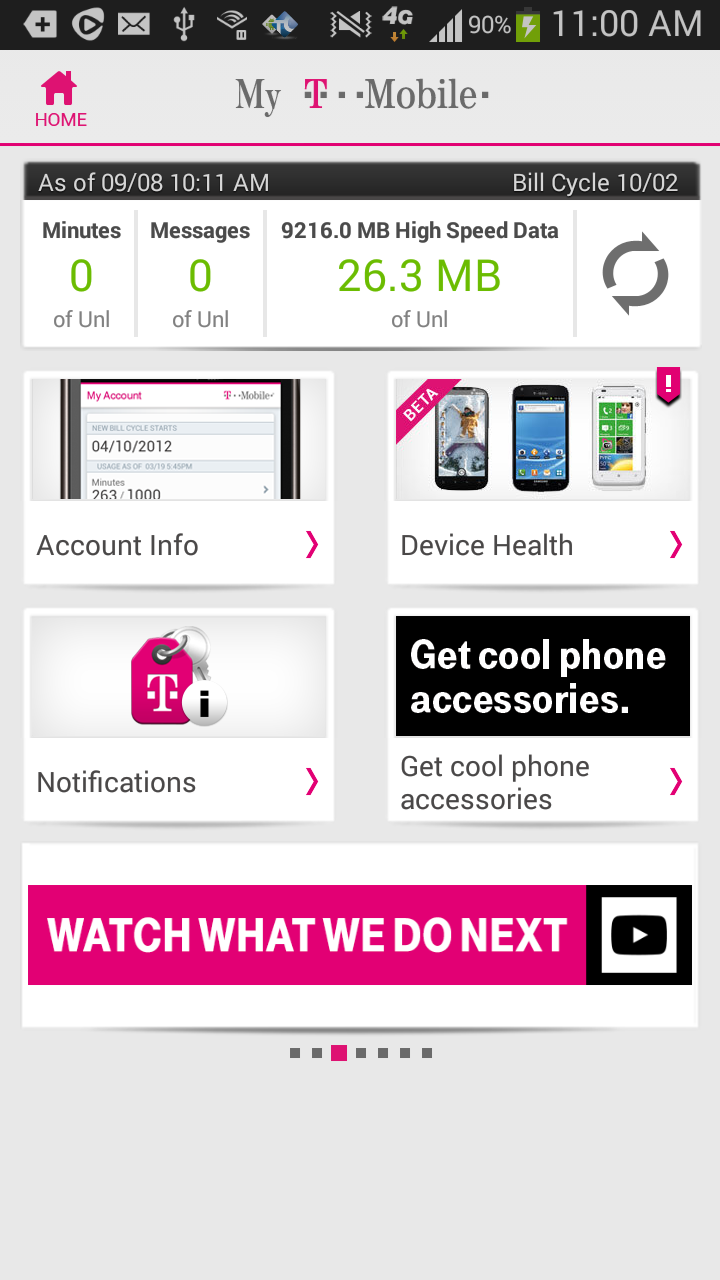 4G
90%
11:00 AM
HOME
My T··Mobile·
As of 09/08 10:11 AM
Bill Cycle 10/02
Minutes
0
of Unl
Messages
0
of Unl
9216.0 MB High Speed Data
26.3 MB
of Unl
My Account
T··Mobile·
NEW BILL CYCLE STARTS
04/10/2012
USAGE AS OF 03/19 5:45PM
Minutes
263 / 1000
Account Info
BETA
!
Device Health
T
i
Notifications
Get cool phone
accessories.
Get cool phone
accessories
WATCH WHAT WE DO NEXT